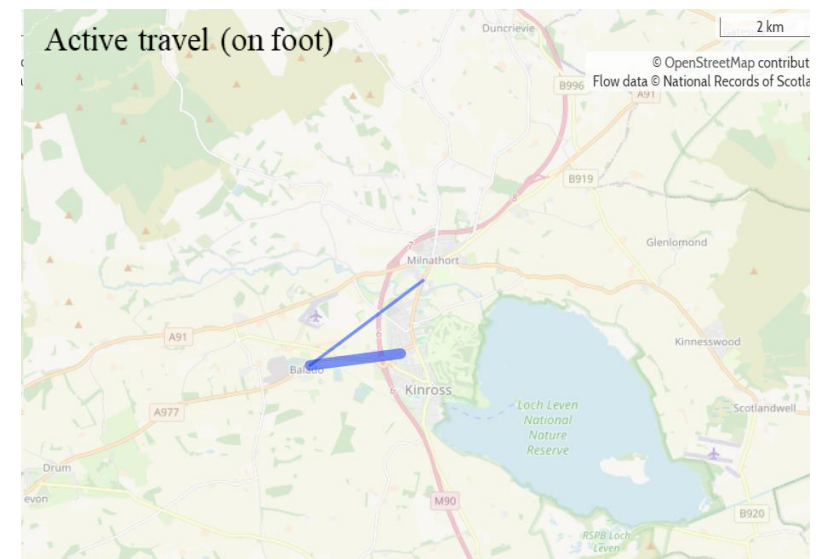 Active travel (on foot)
Duncrievie
2 km
© OpenStreetMap contribut
Flow data © National Records of Scotla
B996
A91
B919
Glenlomond
Milnathort
A91
Kinnesswood
Kinross
A977
Loch Leven
National
Nature
Reserve
Scotlandwell
Drum
evon
M90
B920
RSPB Loch
Leven